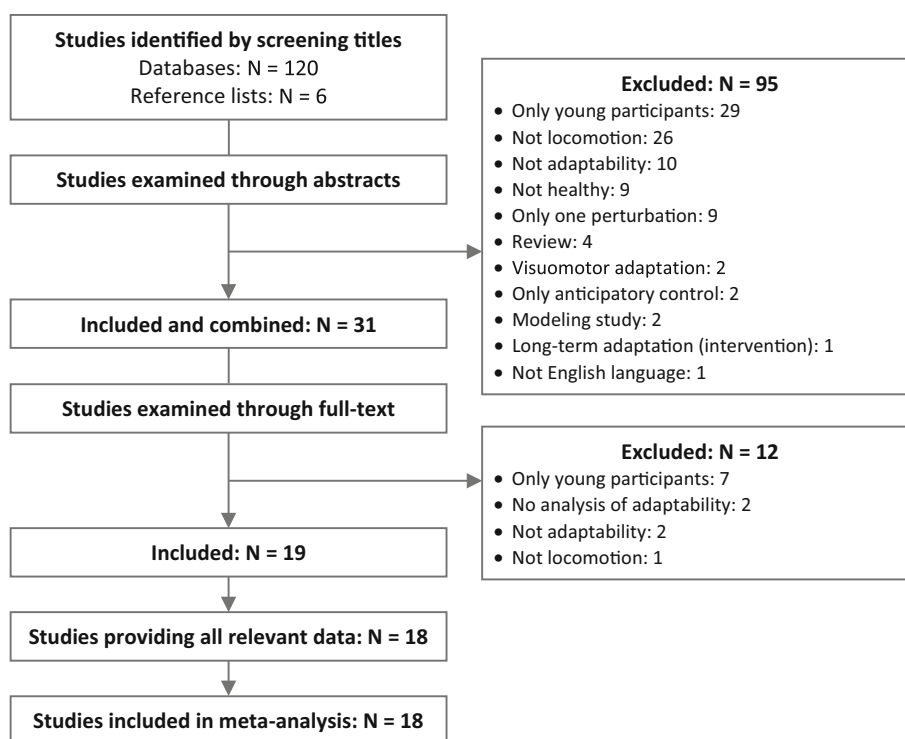 Studies identified by screening titles
Databases: N = 120
Reference lists: N = 6
Excluded: N = 95
• Only young participants: 29
• Not locomotion: 26
• Not adaptability: 10
• Not healthy: 9
• Only one perturbation: 9
• Review: 4
• Visuomotor adaptation: 2
• Only anticipatory control: 2
• Modeling study: 2
• Long-term adaptation (intervention): 1
• Not English language: 1
Studies examined through abstracts
Included and combined: N = 31
Studies examined through full-text
Excluded: N = 12
• Only young participants: 7
• No analysis of adaptability: 2
• Not adaptability: 2
• Not locomotion: 1
Included: N = 19
Studies providing all relevant data: N = 18
Studies included in meta-analysis: N = 18